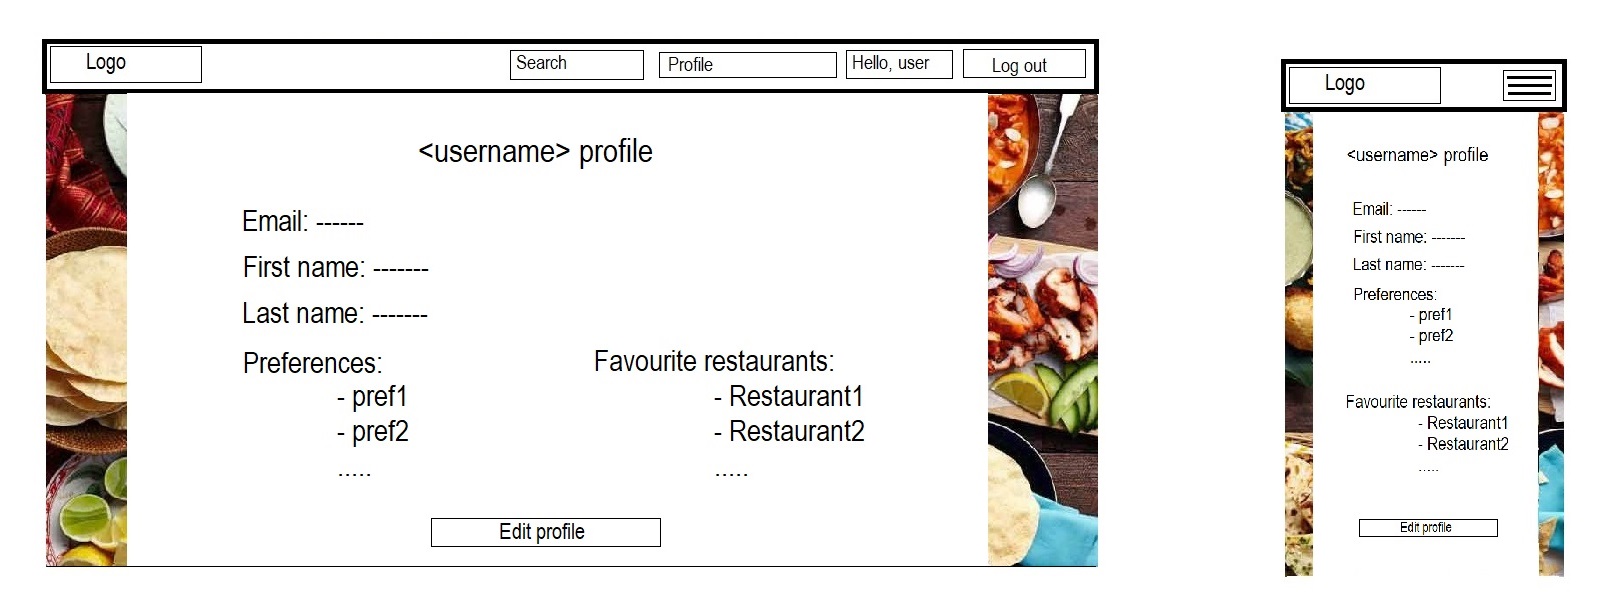 Logo
Search
Profile
Hello, user
Log out
<username> profile
Email: ------
First name: -------
Last name: -------
Preferences:
- pref1
- pref2
.....
Favourite restaurants:
- Restaurant1
- Restaurant2
.....
Edit profile
Logo
<username> profile
Email: ------
First name: -------
Last name: -------
Preferences:
- pref1
- pref2
.....
Favourite restaurants:
- Restaurant1
- Restaurant2
.....
Edit profile